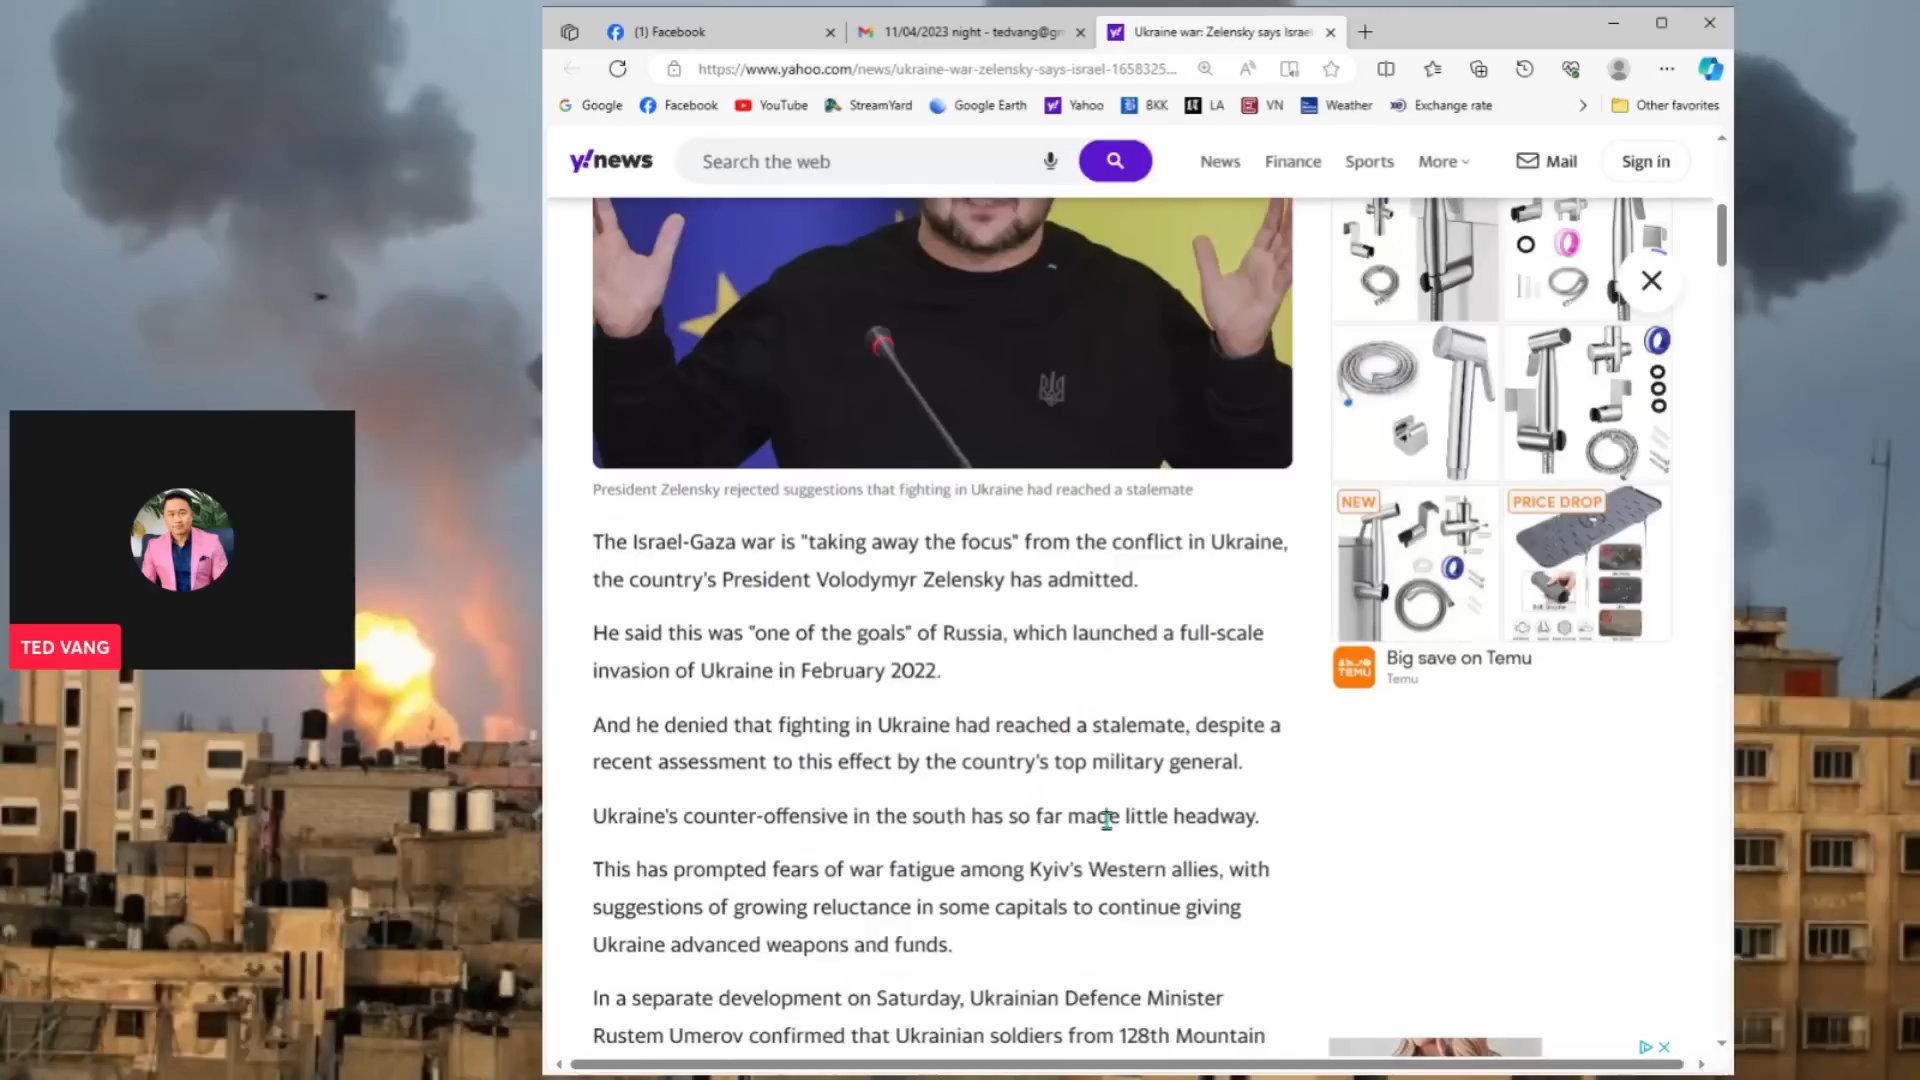 (1) Facebook
11/04/2023 night - tedvang@gm
Ukraine war: Zelensky says Israe
https://www.yahoo.com/news/ukraine-war-zelensky-says-israel-1658325...
Google
Facebook
YouTube
StreamYard
Google Earth
Yahoo
BKK
LA
VN
Weather
Exchange rate
Other favorites
y!news
Search the web
News
Finance
Sports
More
Mail
Sign in
President Zelensky rejected suggestions that fighting in Ukraine had reached a stalemate
The Israel-Gaza war is "taking away the focus" from the conflict in Ukraine,
the country's President Volodymyr Zelensky has admitted.
He said this was "one of the goals" of Russia, which launched a full-scale
invasion of Ukraine in February 2022.
And he denied that fighting in Ukraine had reached a stalemate, despite a
recent assessment to this effect by the country's top military general.
Ukraine's counter-offensive in the south has so far made little headway.
This has prompted fears of war fatigue among Kyiv's Western allies, with
suggestions of growing reluctance in some capitals to continue giving
Ukraine advanced weapons and funds.
In a separate development on Saturday, Ukrainian Defence Minister
Rustem Umerov confirmed that Ukrainian soldiers from 128th Mountain
NEW
PRICE DROP
TEMU
Big save on Temu
Temu
TED VANG